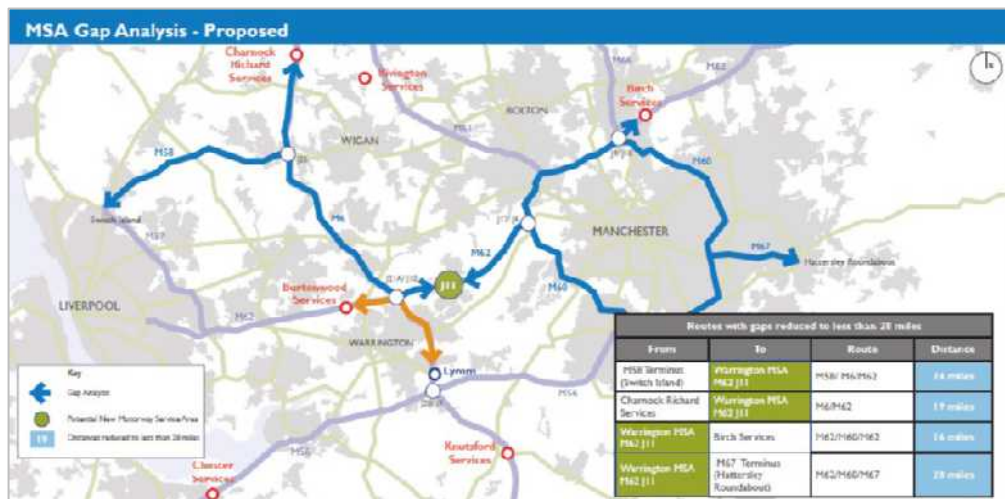 MSA Gap Analysis - Proposed
Charnock
Richard
Services
Rivington
Services
M66
M62
Birch
Services
BOLTON
WIGAN
M61
M58
M60
Switch Island
M6
M57
MANCHESTER
M62
M67
Hattersley Roundabout
J11
Burtonwood
Services
LIVERPOOL
M62
M60
WARRINGTON
Lymm
M56
Key
Gap Analysis
Potential New Motorway Service Area
19
Distances reduced to less than 28 miles
M56
Chester
Services
Knutsford
Services
Routes with gaps reduced to less than 28 miles
From
To
Route
Distance
M58 Terminus
(Switch Island)
Warrington MSA
M62 J11
M58/ M6/M62
miles
Charnock Richard
Services
Warrington MSA
M62 J11
M6/M62
19 miles
Warrington MSA
M62 J11
Birch Services
M62/M60/M62
16 miles
Warrington MSA
M62 J11
M67 Terminus
(Hattersley
Roundabout)
M62/M60/M67
28 miles